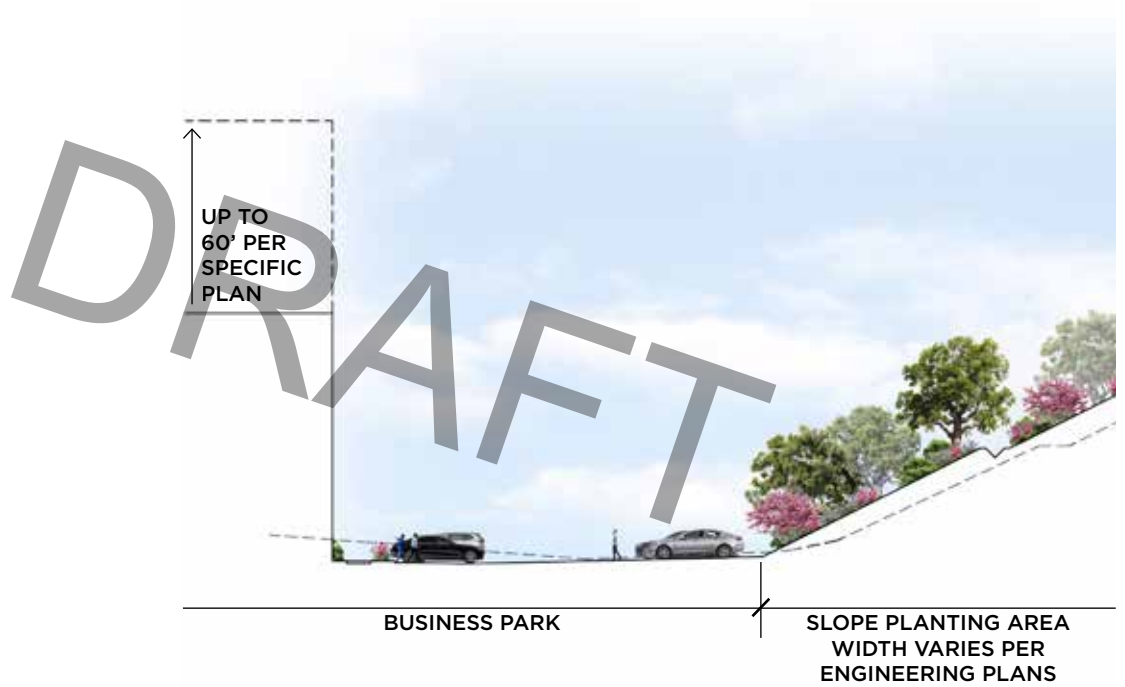 DRAFT
UP TO
60’ PER
SPECIFIC
PLAN
BUSINESS PARK
SLOPE PLANTING AREA
WIDTH VARIES PER
ENGINEERING PLANS